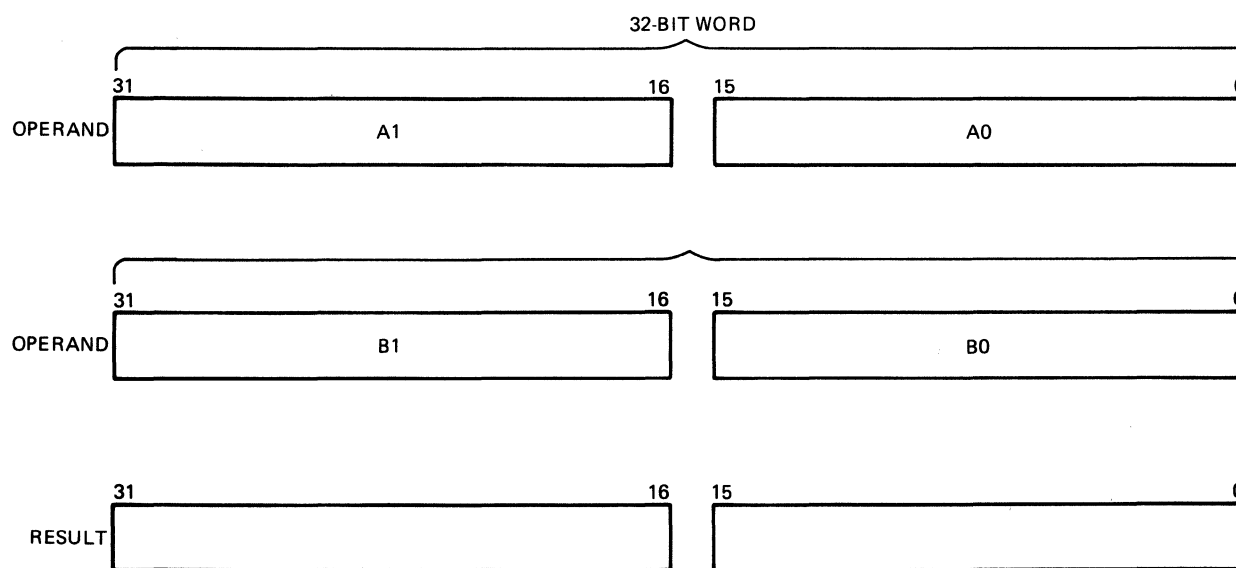 32-BIT WORD
31 16 15
OPERAND A1 A0
31 16 15
OPERAND B1 B0
31 16 15
RESULT